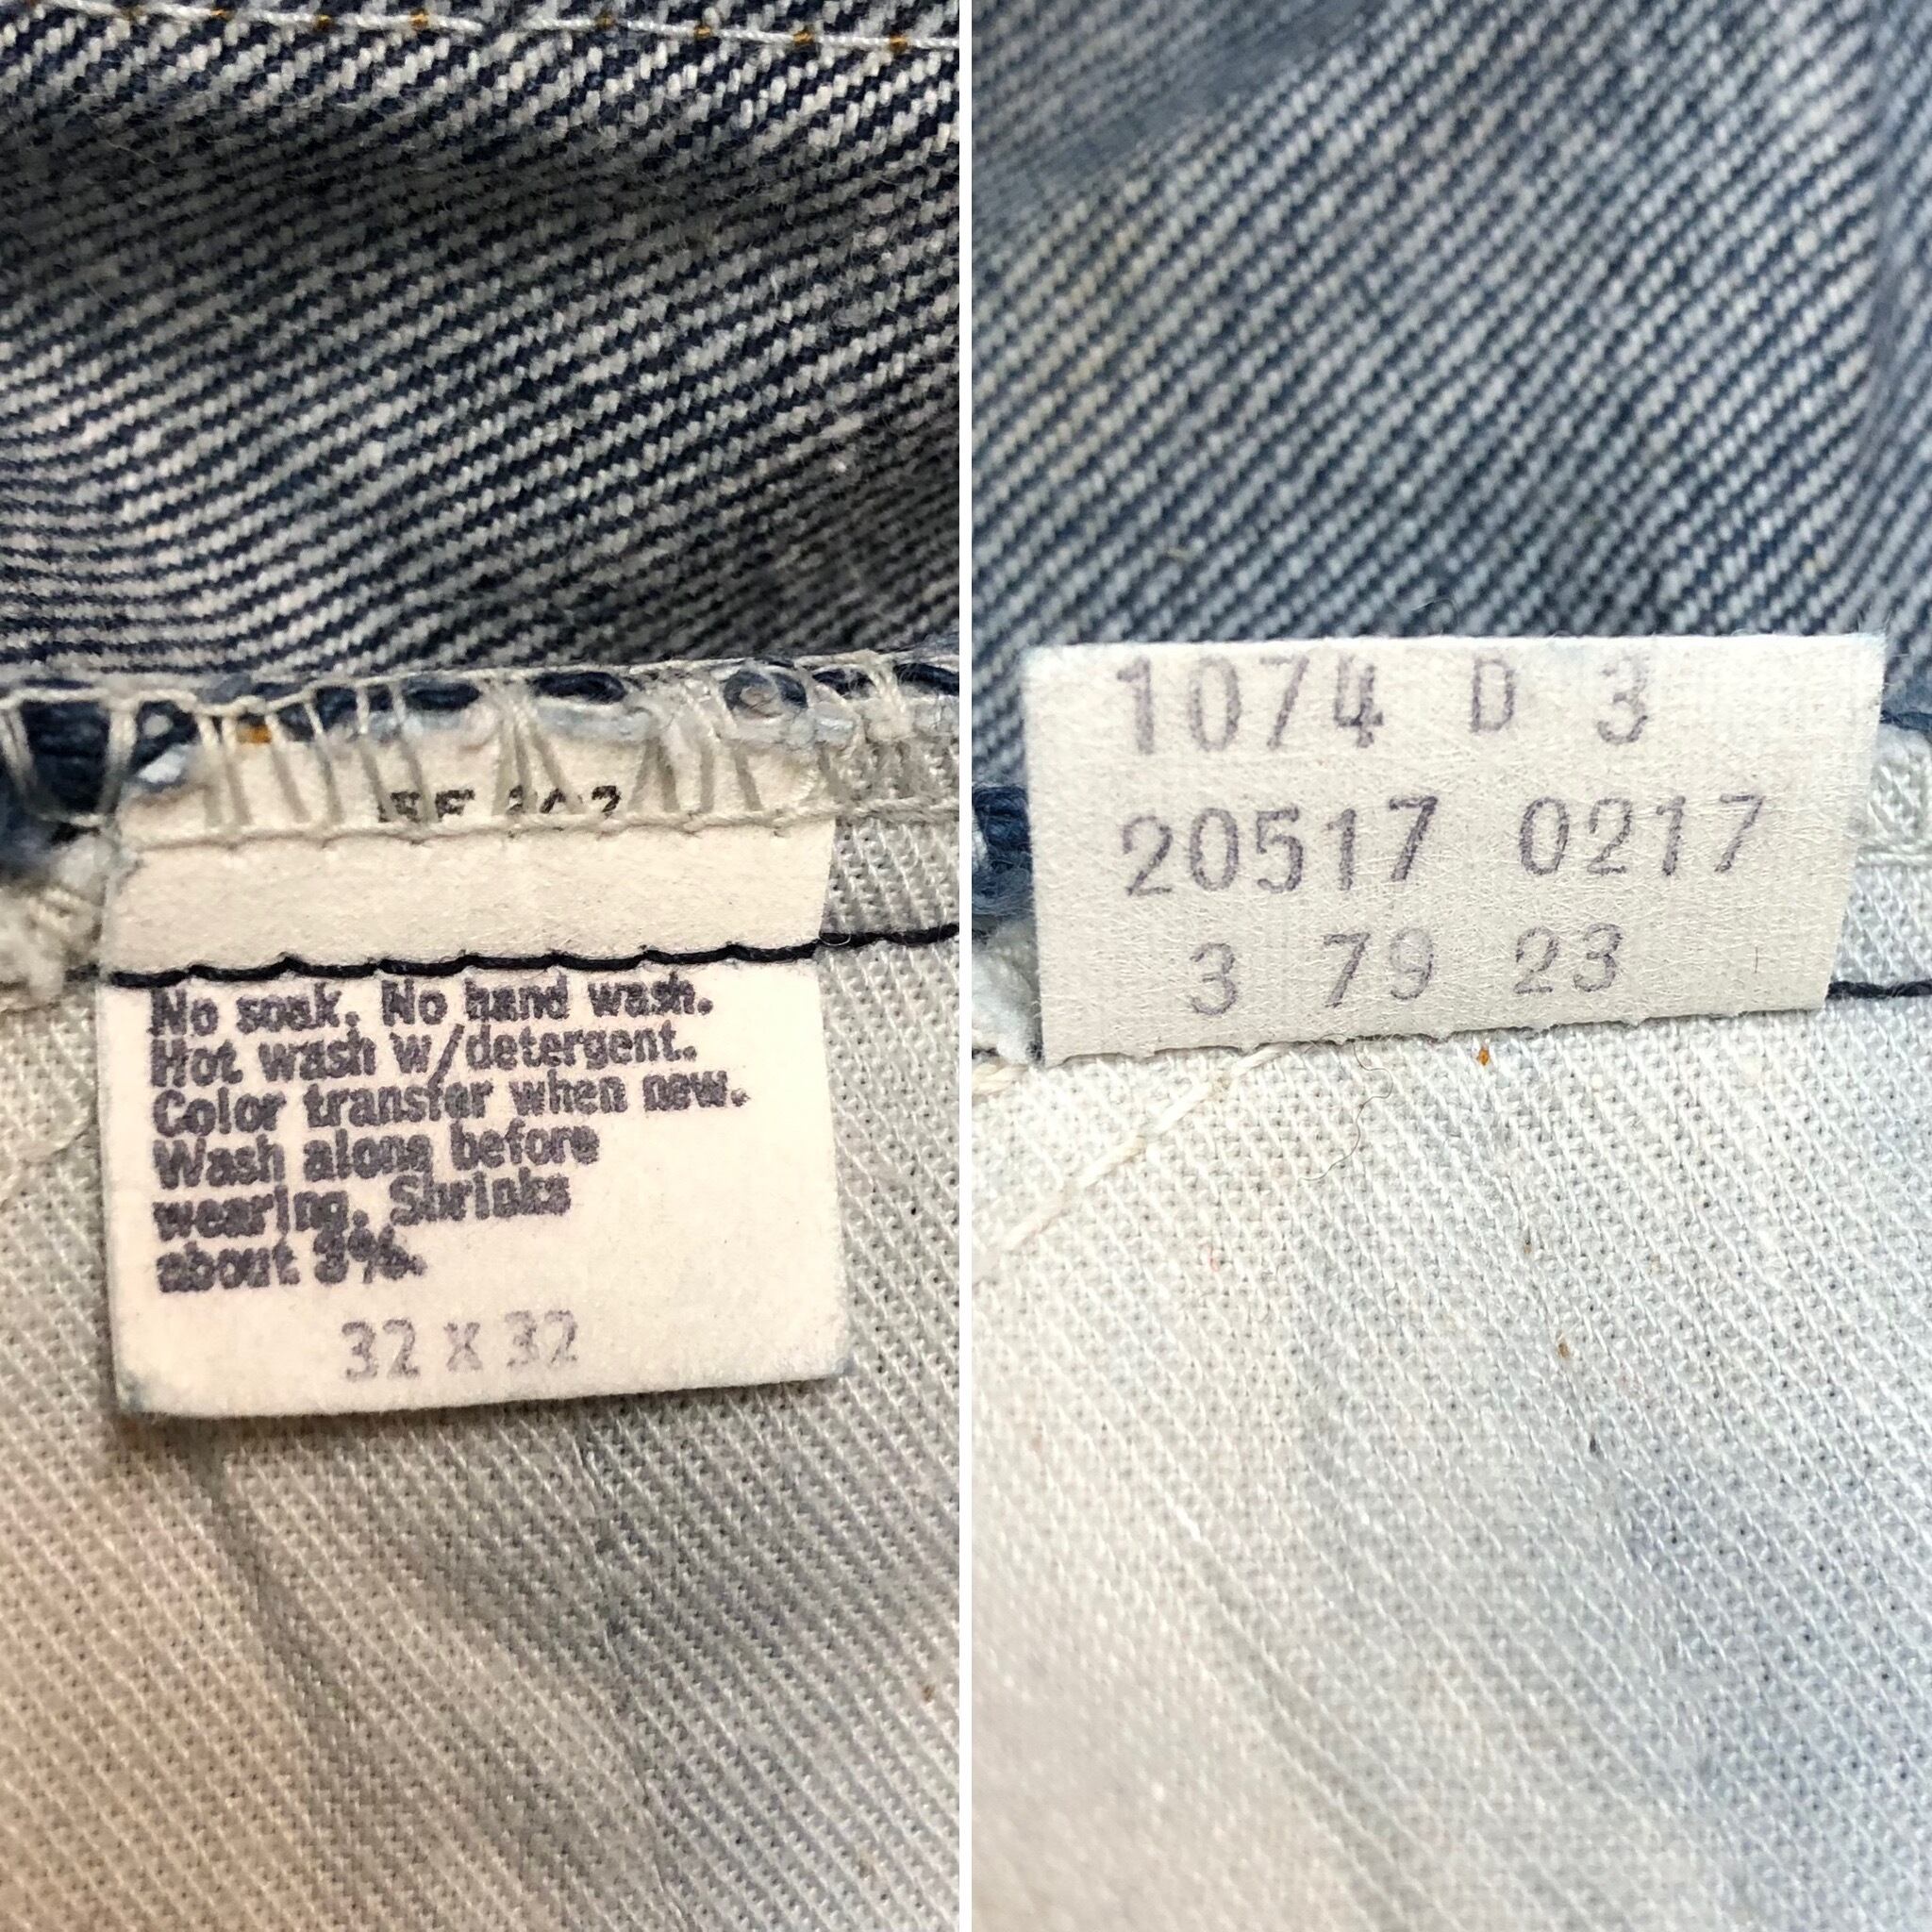 No soak. No hand wash.
Hot wash w/detergent.
Color transfer when new.
Wash alone before
wearing. Shrinks
about 3%.
32 x 32
1074 D 3
20517 0217
3 79 23